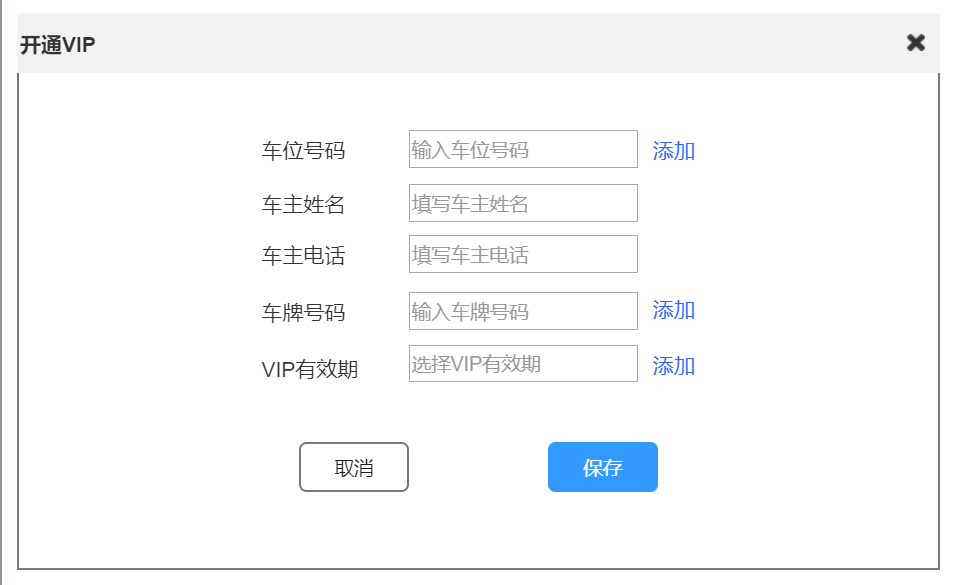 开通VIP
车位号码 输入车位号码 添加
车主姓名 填写车主姓名
车主电话 填写车主电话
车牌号码 输入车牌号码 添加
VIP有效期 选择VIP有效期 添加
取消 保存